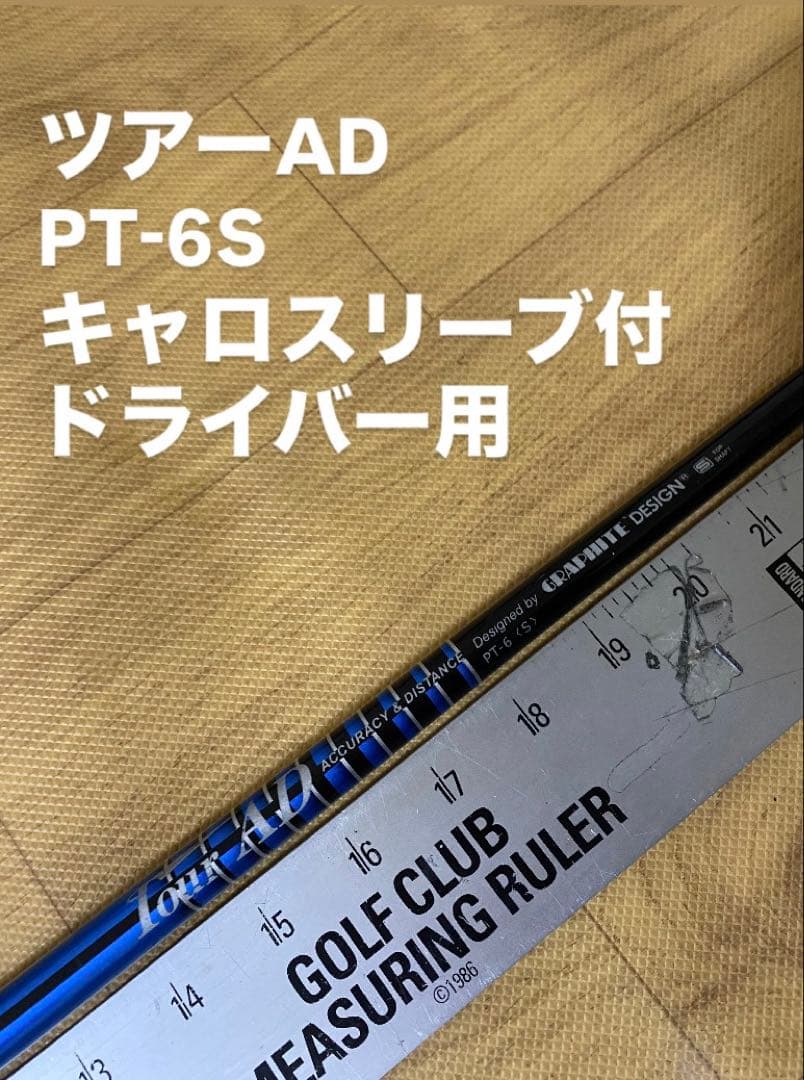 ツアーAD
PT-6S
キャロスリーブ付
ドライバー用
Tour AD ACCURACY & DISTANCE
Designed by GRAPHITE DESIGN®
PT-6 <S>
S TOP SHAFT
13
14
15
16
17
18
19
20
21
GOLF CLUB
MEASURING RULER
©1986